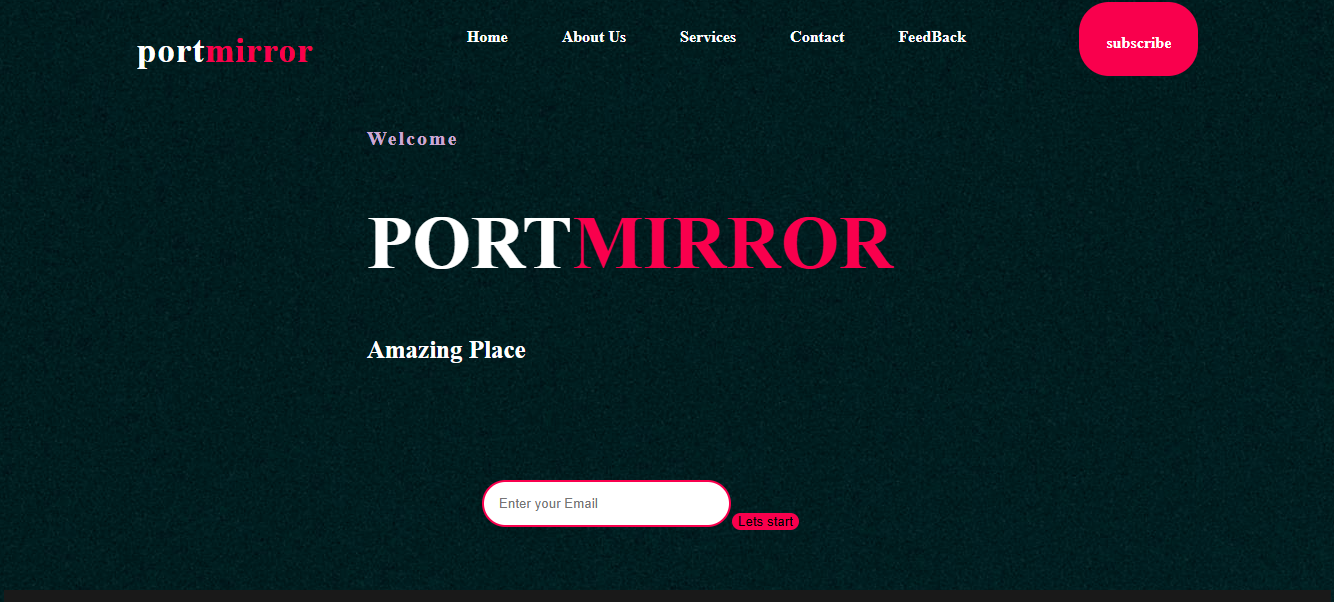 portmirror
Home About Us Services Contact FeedBack
subscribe
Welcome
PORTMIRROR
Amazing Place
Enter your Email
Lets start